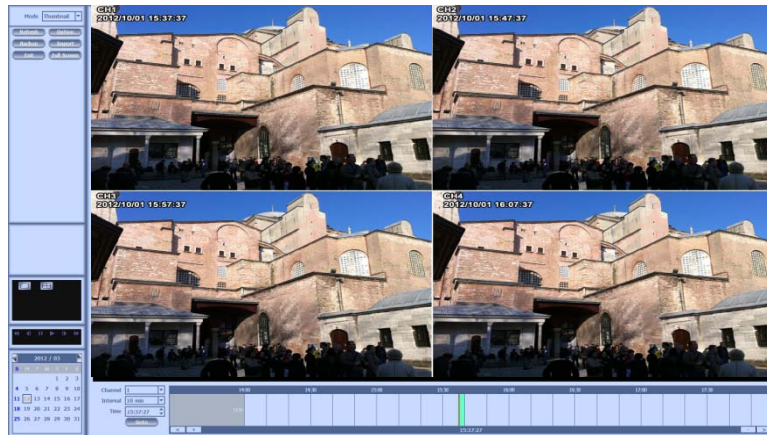 Mode Thumbnail
Refresh Option
Backup Import
Exit Full Screen
CH1
2012/10/01 15:37:37
CH2
2012/10/01 15:47:37
CH3
2012/10/01 15:57:37
CH4
2012/10/01 16:07:37
2012 / 03
1 2 3
4 5 6 7 8 9 10
11 12 13 14 15 16 17
18 19 20 21 22 23 24
25 26 27 28 29 30 31
Channel 1
Interval 10 min
Time 15:37:27
14:00 14:30 15:00 15:30 16:00 16:30 17:00 17:30
15:37:27